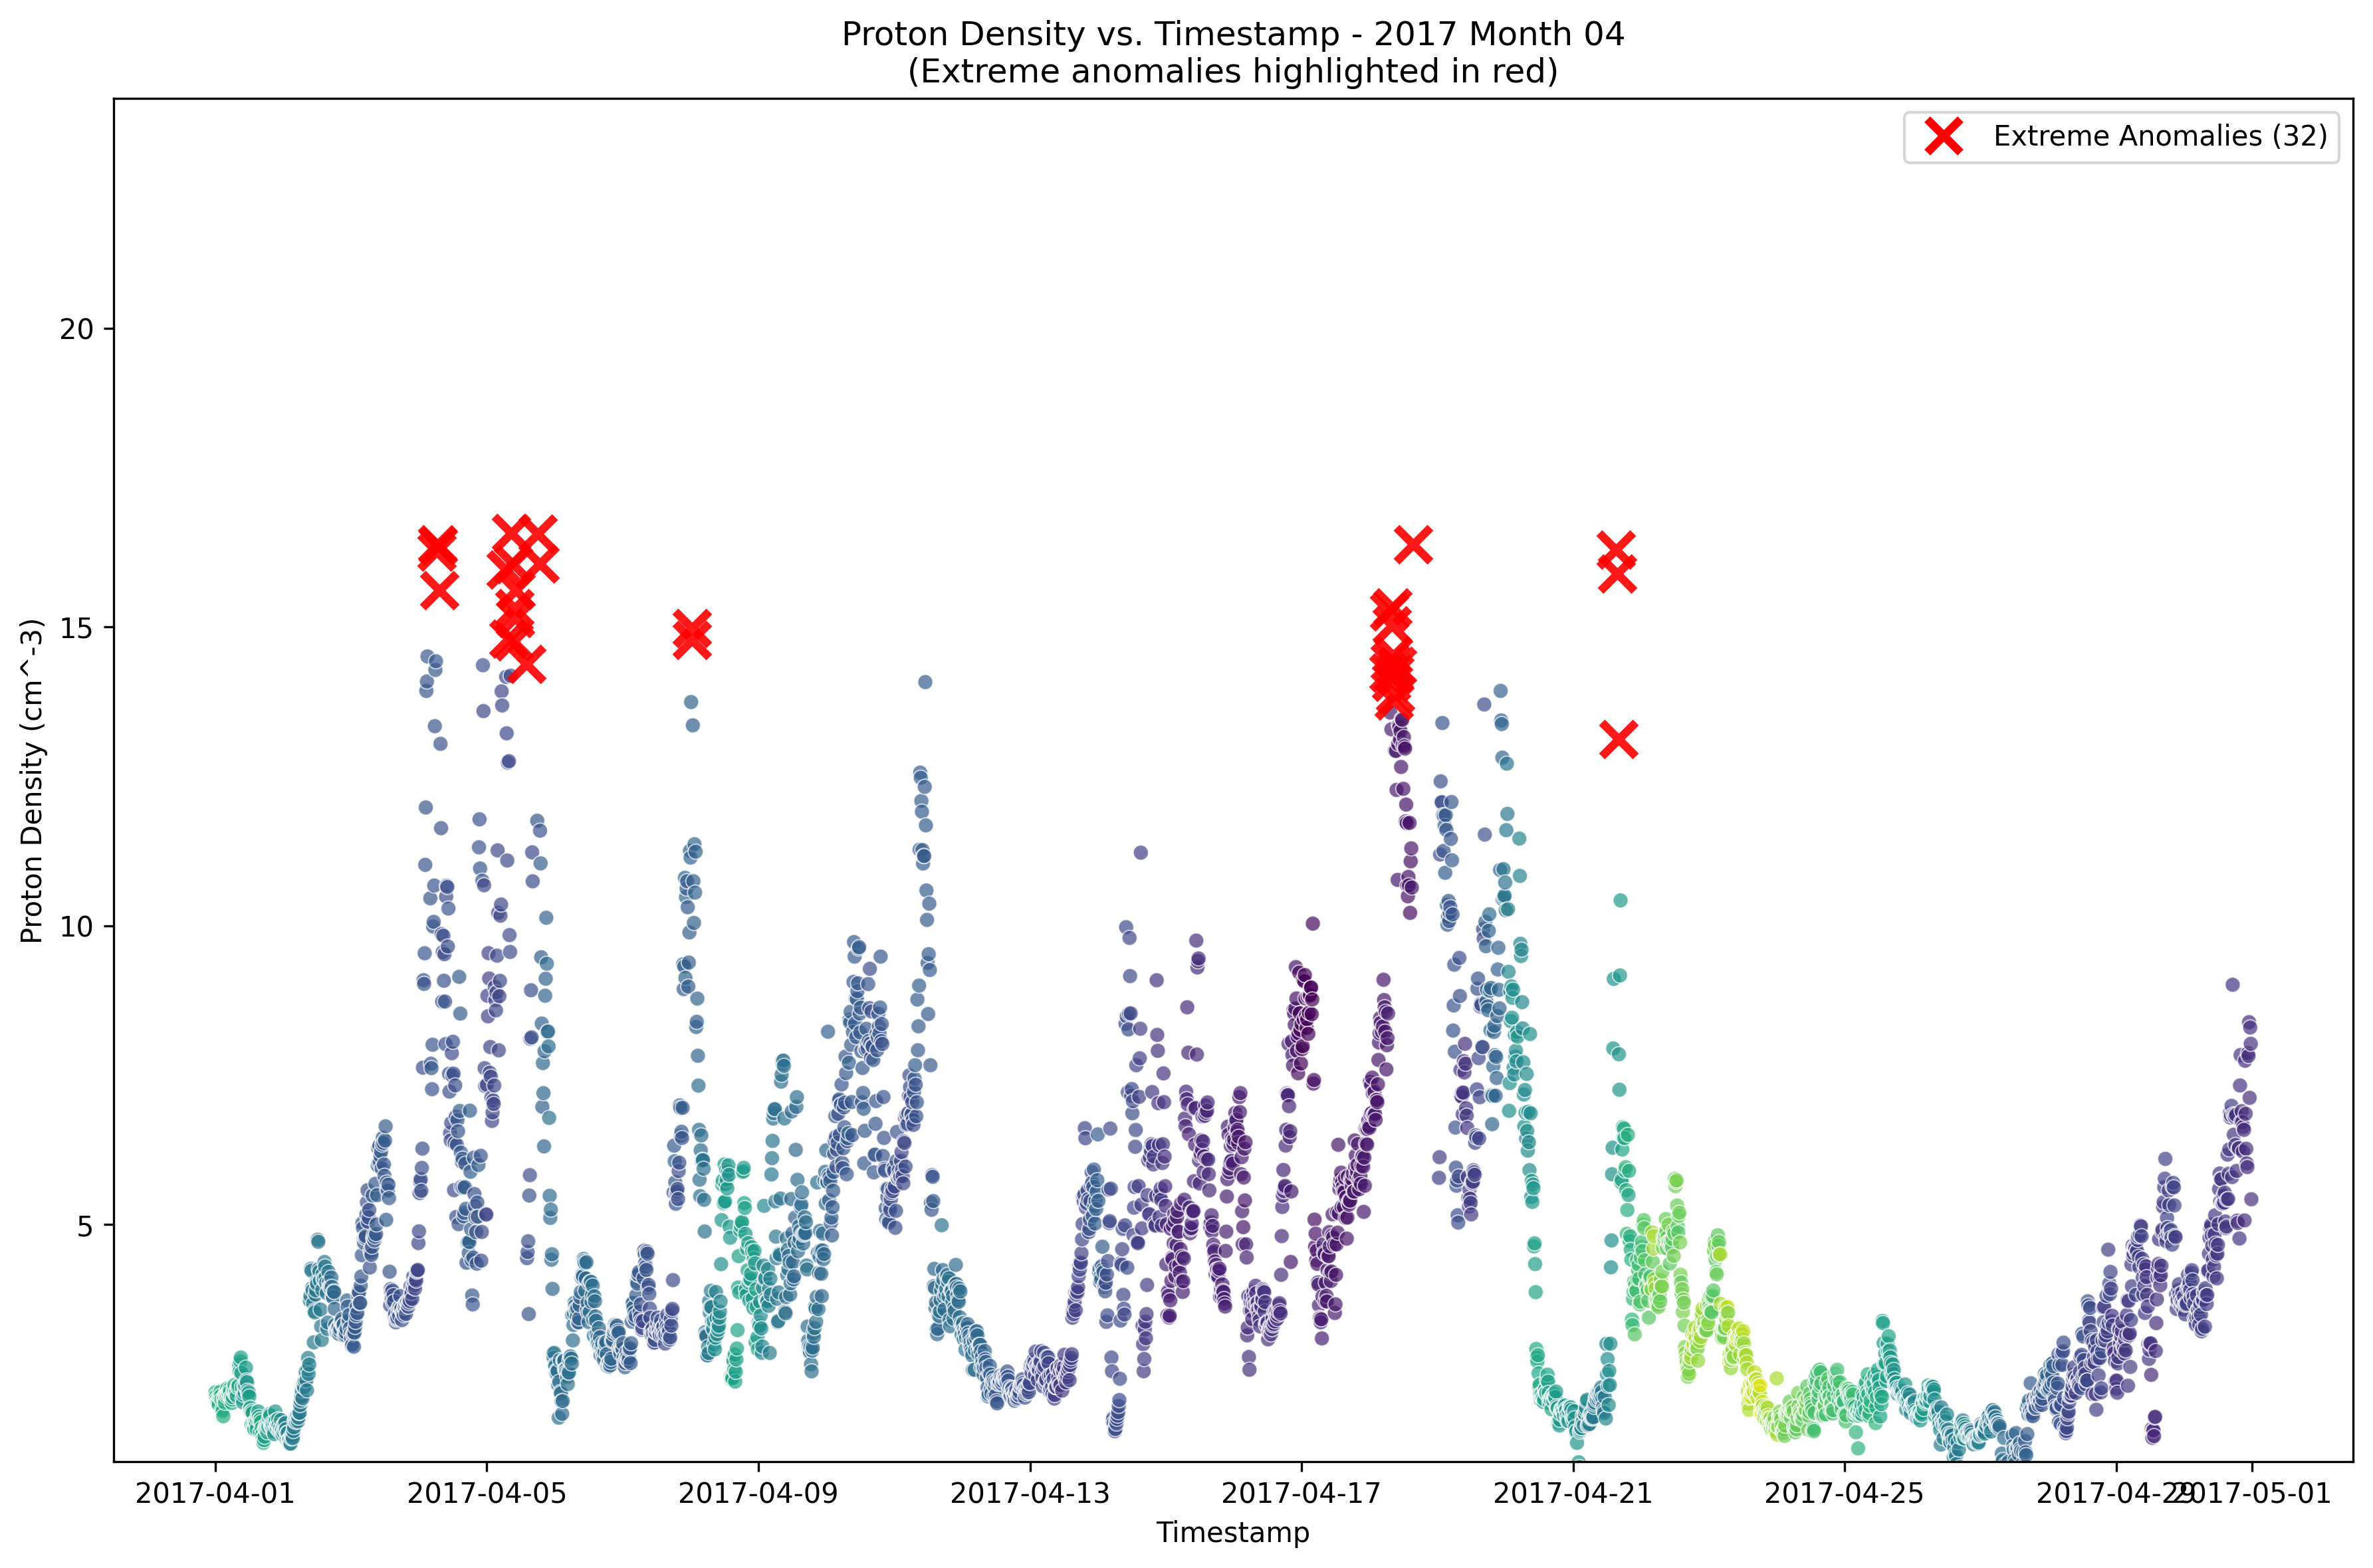 Proton Density vs. Timestamp - 2017 Month 04
(Extreme anomalies highlighted in red)
Extreme Anomalies (32)
Proton Density (cm^-3)
20
15
10
5
2017-04-01
2017-04-05
2017-04-09
2017-04-13
2017-04-17
2017-04-21
2017-04-25
2017-04-29
2017-05-01
Timestamp